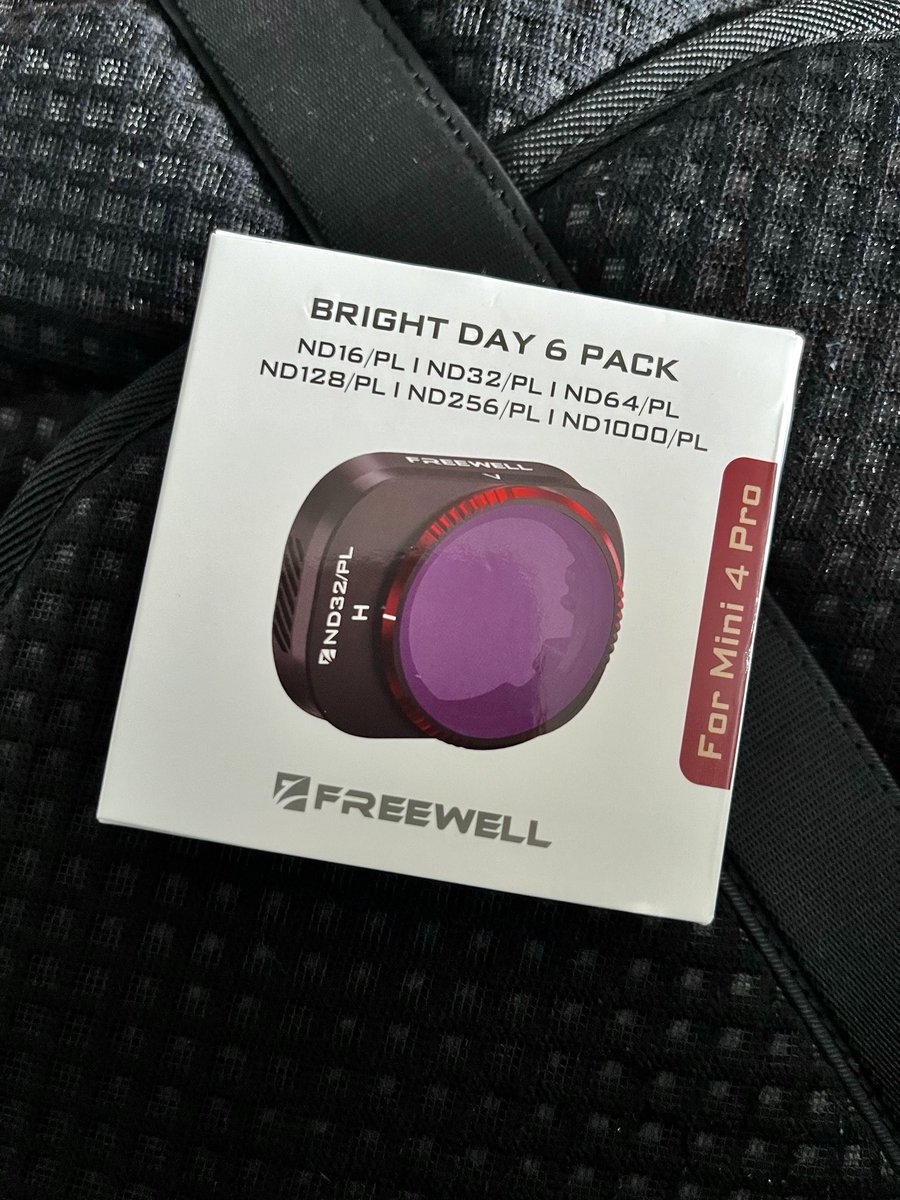 BRIGHT DAY 6 PACK
ND16/PL | ND32/PL | ND64/PL
ND128/PL | ND256/PL | ND1000/PL
FREEWELL
V
ND32/PL
H
For Mini 4 Pro
FREEWELL